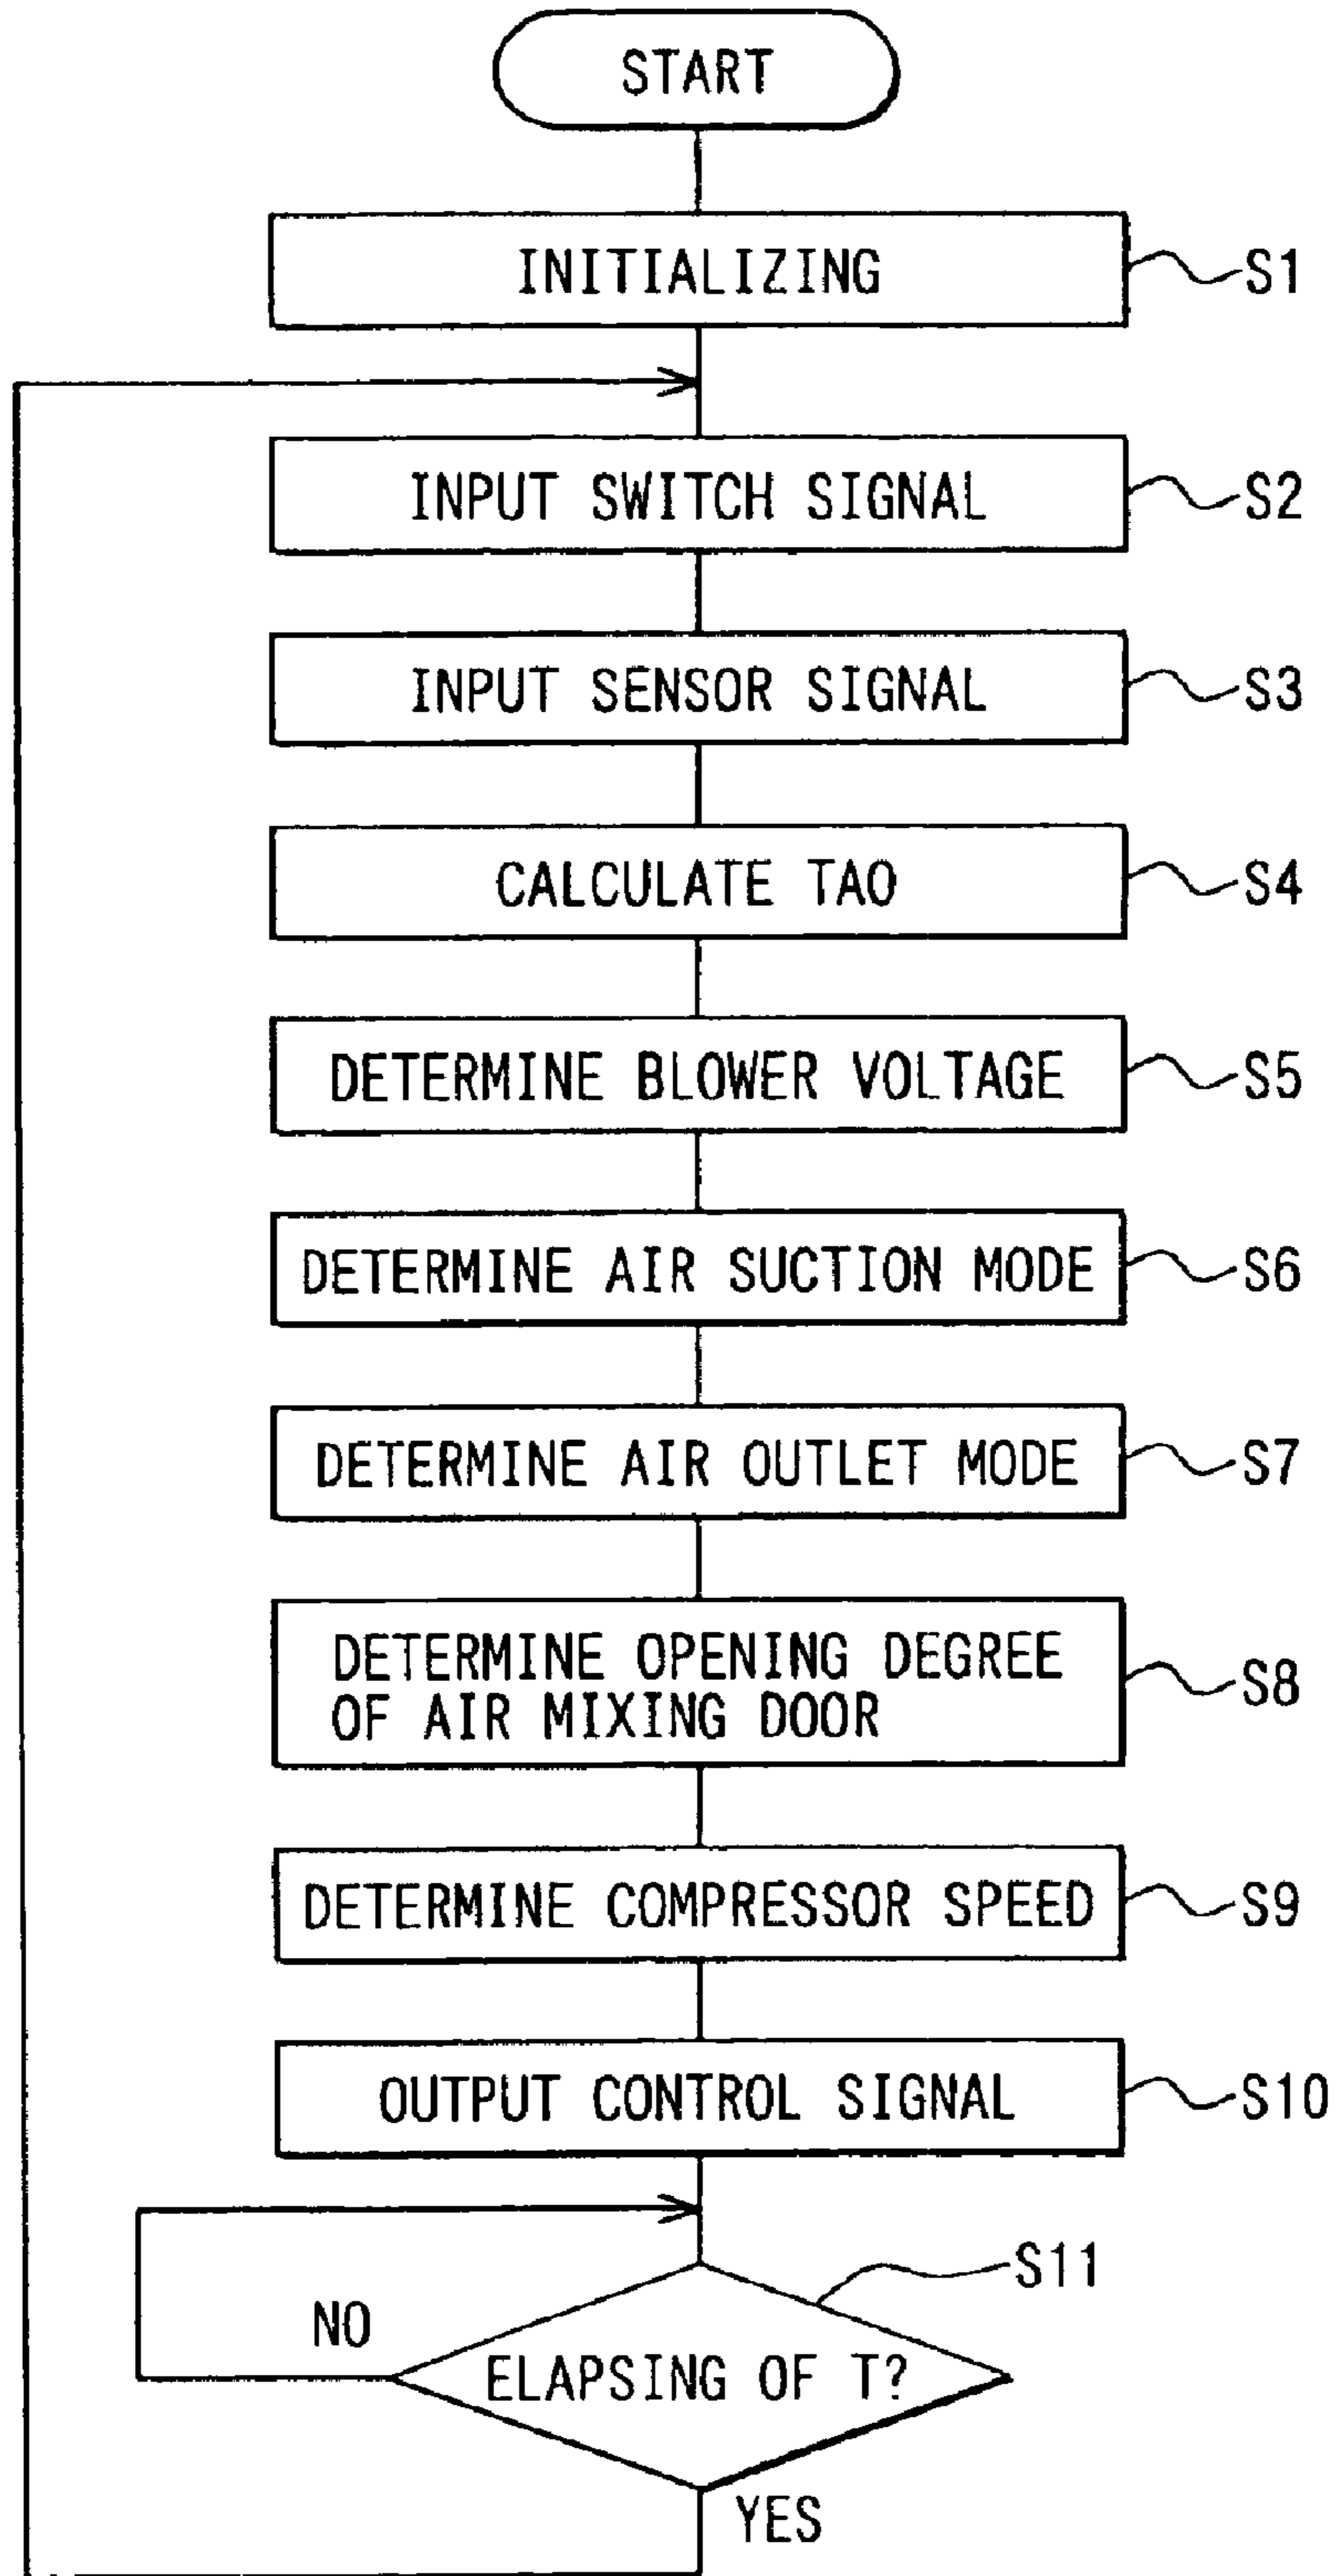 START
INITIALIZING
S1
INPUT SWITCH SIGNAL
S2
INPUT SENSOR SIGNAL
S3
CALCULATE TAO
S4
DETERMINE BLOWER VOLTAGE
S5
DETERMINE AIR SUCTION MODE
S6
DETERMINE AIR OUTLET MODE
S7
DETERMINE OPENING DEGREE
OF AIR MIXING DOOR
S8
DETERMINE COMPRESSOR SPEED
S9
OUTPUT CONTROL SIGNAL
S10
S11
NO
ELAPSING OF T?
YES